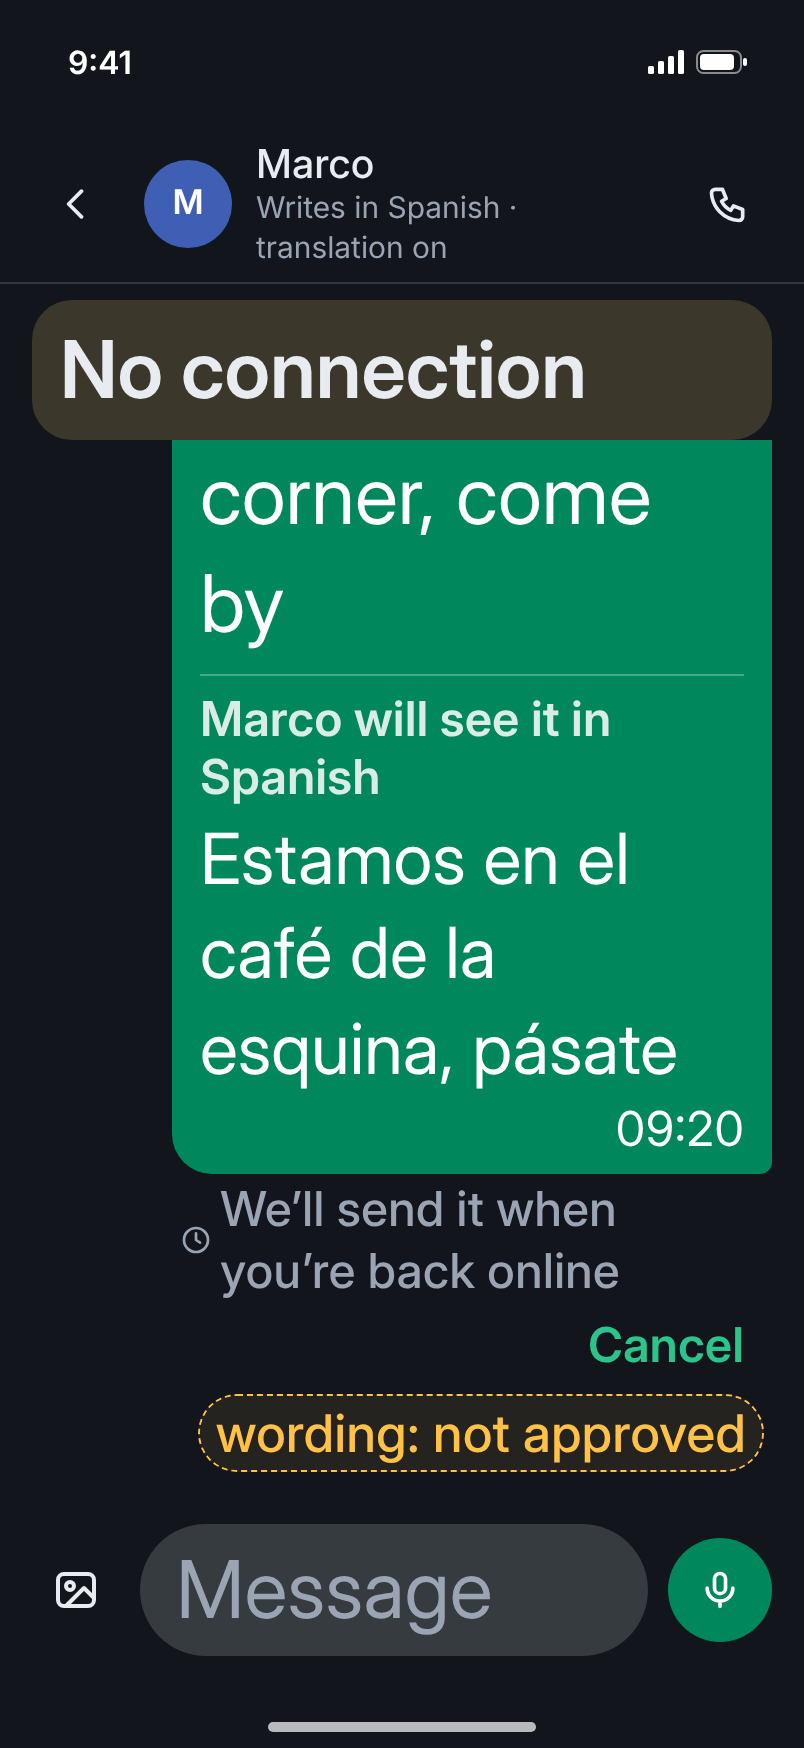 9:41
M
Marco
Writes in Spanish ·
translation on
No connection
corner, come
by
Marco will see it in
Spanish
Estamos en el
café de la
esquina, pásate
09:20
We’ll send it when
you’re back online
Cancel
wording: not approved
Message